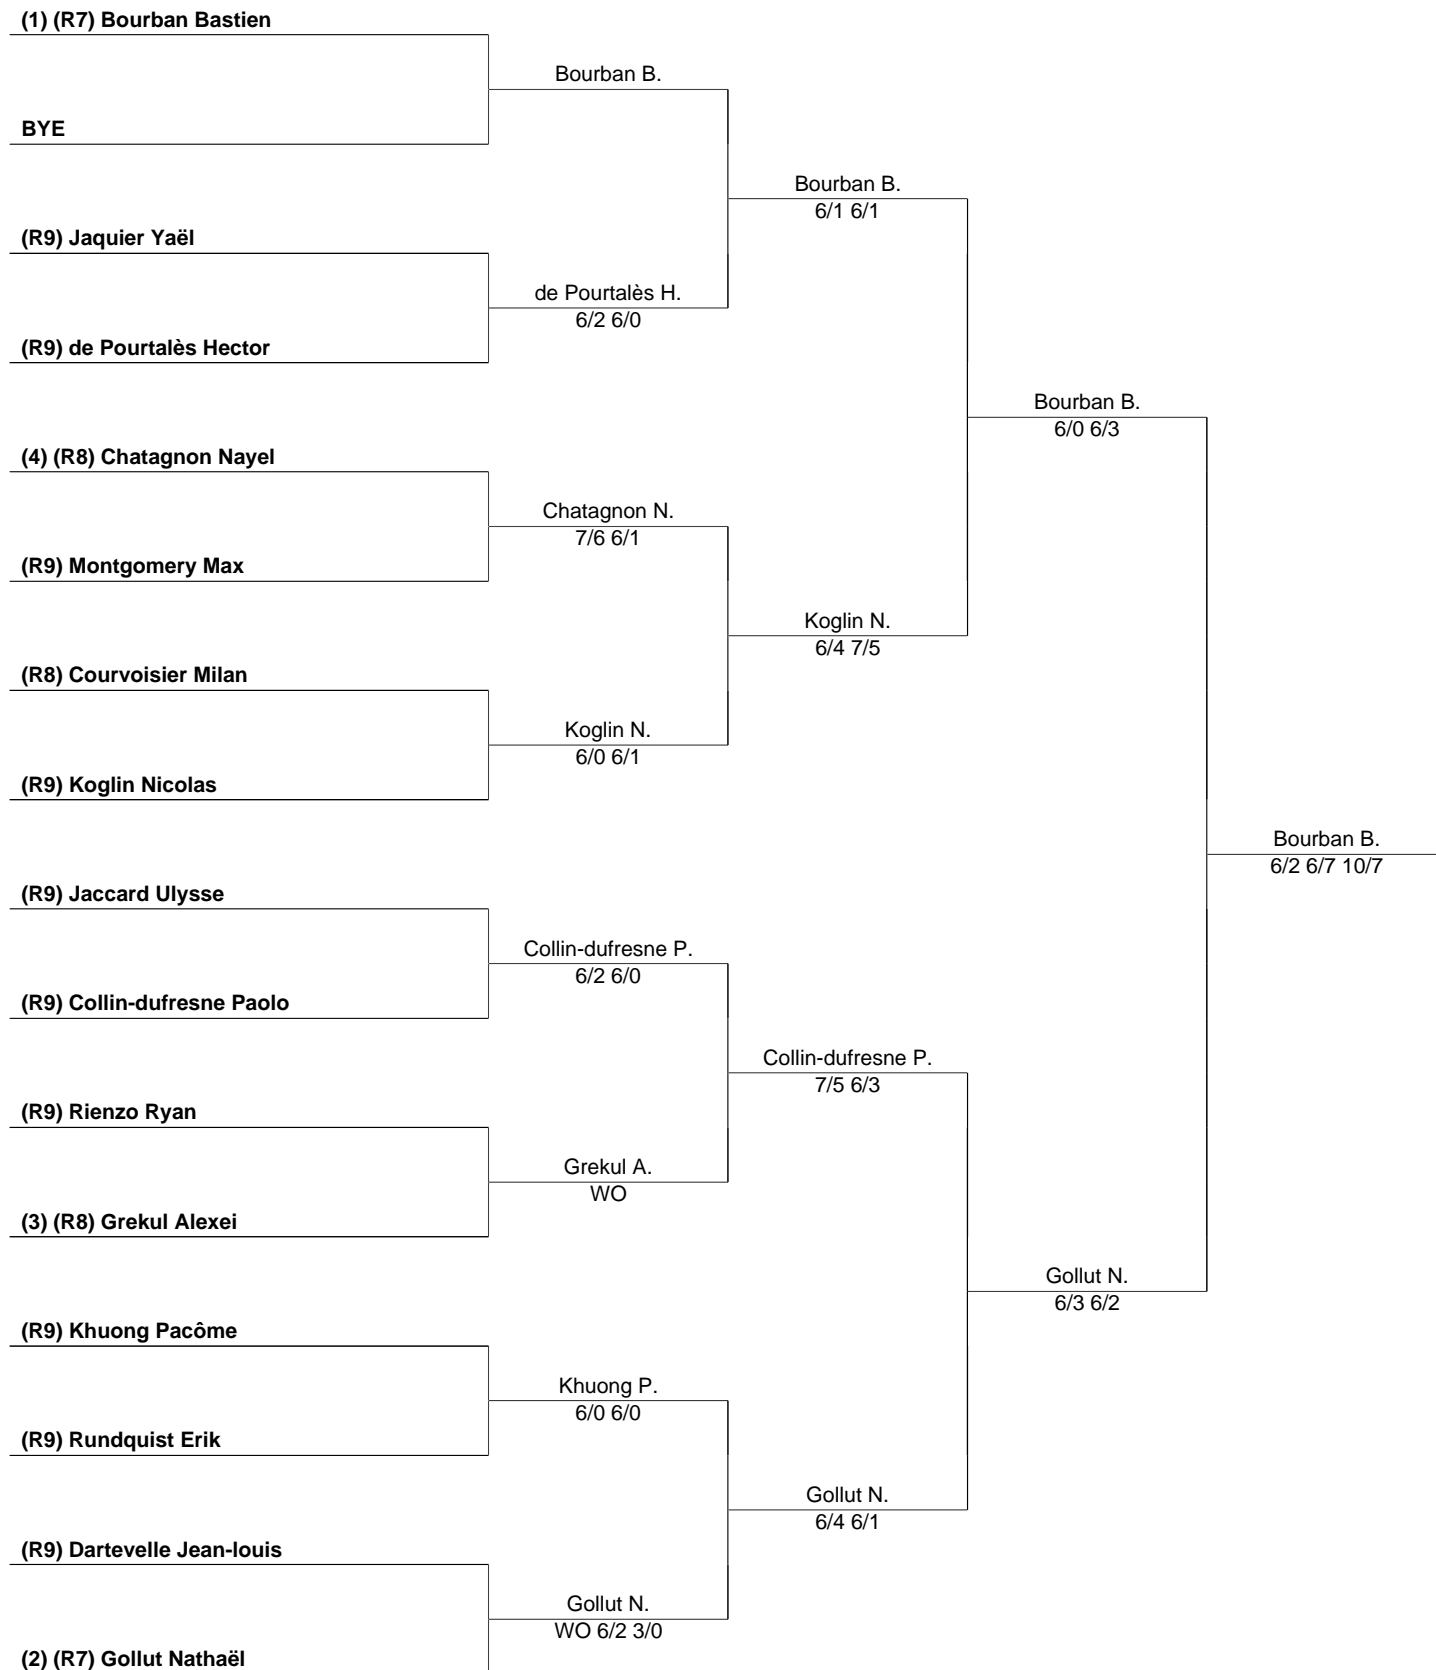 (1) (R7) Bourban Bastien
Bourban B.
BYE
Bourban B.
6/1 6/1
(R9) Jaquier Yaël
de Pourtalès H.
6/2 6/0
(R9) de Pourtalès Hector
Bourban B.
6/0 6/3
(4) (R8) Chatagnon Nayel
Chatagnon N.
7/6 6/1
(R9) Montgomery Max
Koglin N.
6/4 7/5
(R8) Courvoisier Milan
Koglin N.
6/0 6/1
(R9) Koglin Nicolas
Bourban B.
6/2 6/7 10/7
(R9) Jaccard Ulysse
Collin-dufresne P.
6/2 6/0
(R9) Collin-dufresne Paolo
Collin-dufresne P.
7/5 6/3
(R9) Rienzo Ryan
Grekul A.
WO
(3) (R8) Grekul Alexei
Gollut N.
6/3 6/2
(R9) Khuong Pacôme
Khuong P.
6/0 6/0
(R9) Rundquist Erik
Gollut N.
6/4 6/1
(R9) Dartevelle Jean-louis
Gollut N.
WO 6/2 3/0
(2) (R7) Gollut Nathaël